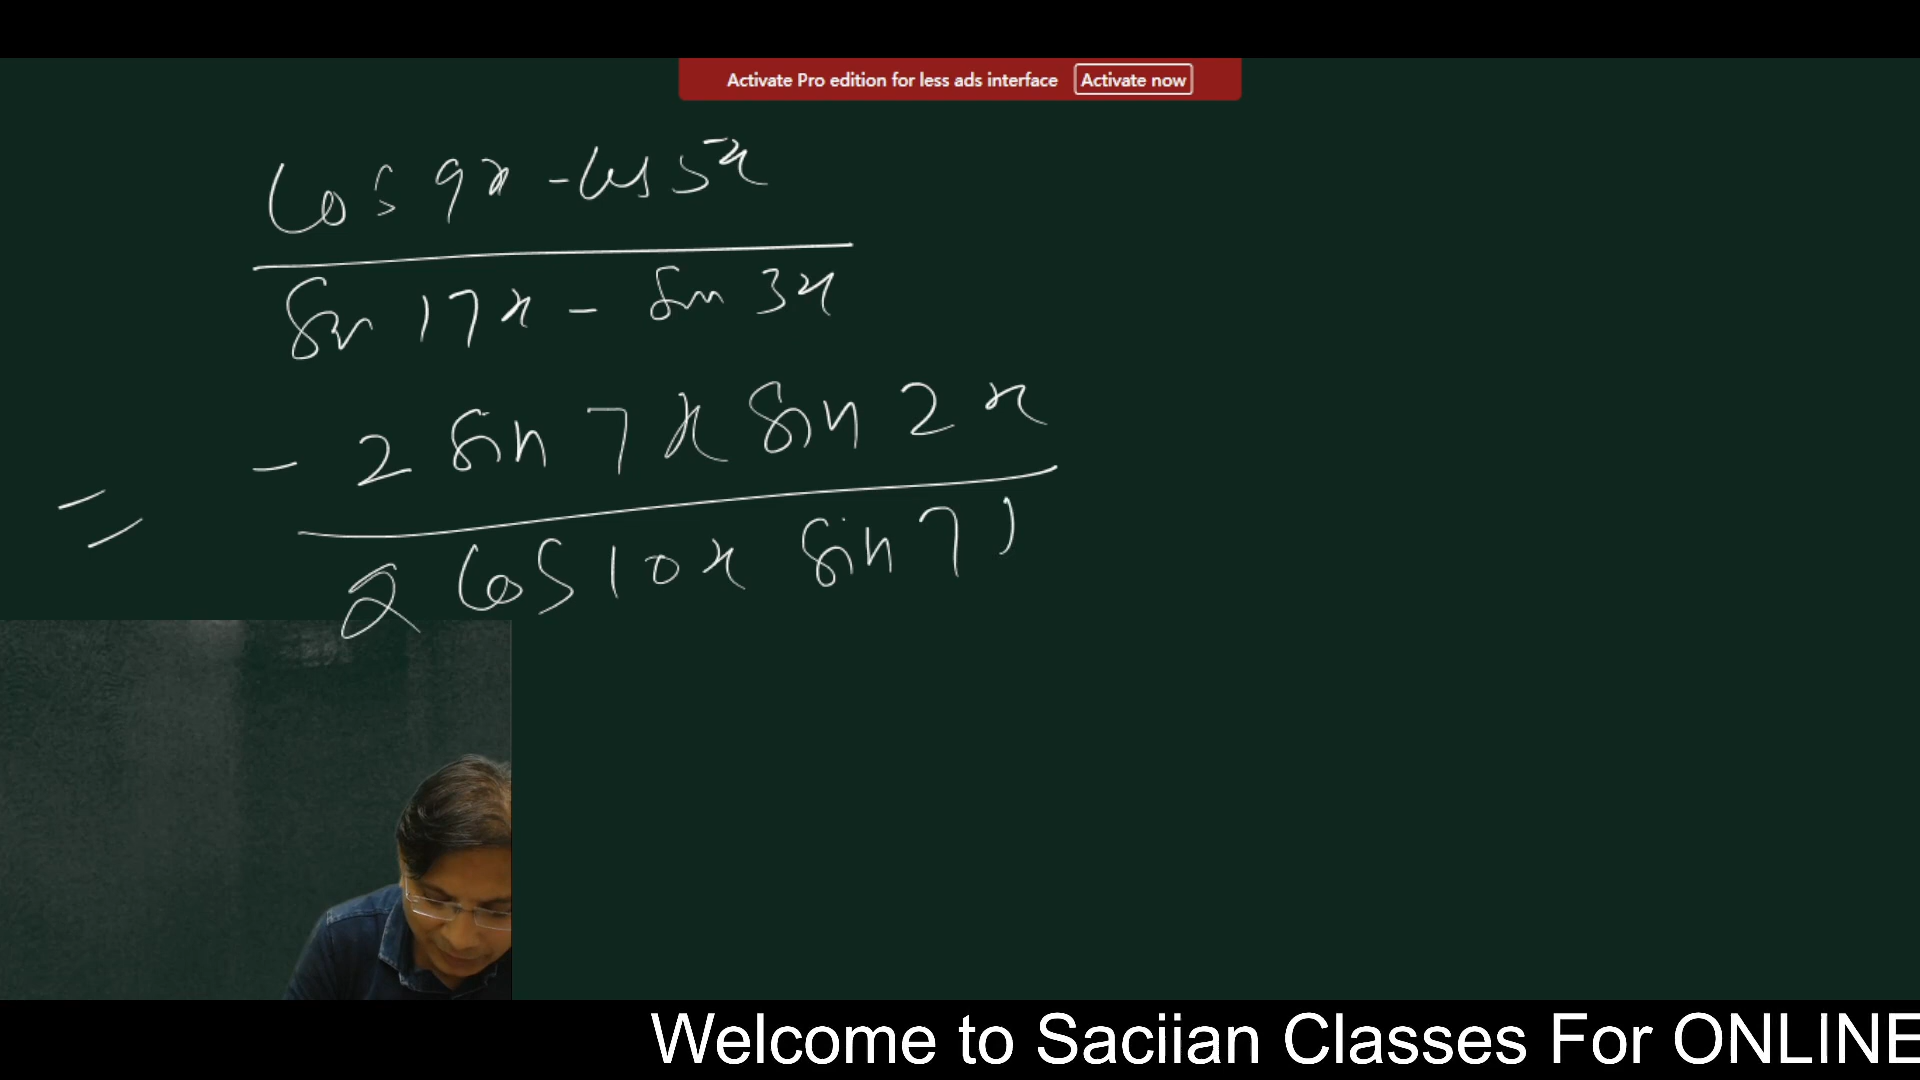 Activate Pro edition for less ads interface Activate now
cos 9x - cos 5x
sin 17x - sin 3x
= - 2 sin 7x sin 2x
2 cos 10x sin 7
Welcome to Saciian Classes For ONLINE